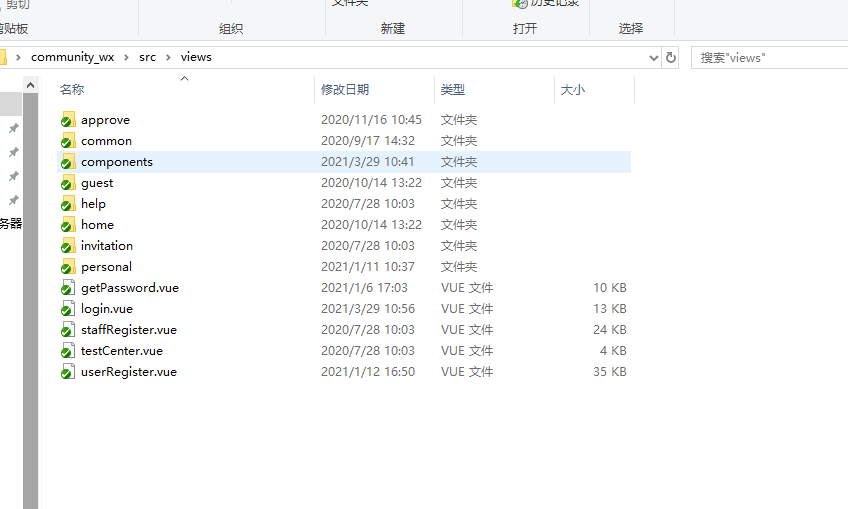 剪切
文件夹
历史记录
剪贴板
组织
新建
打开
选择
community_wx › src › views
搜索"views"
名称 修改日期 类型 大小
approve 2020/11/16 10:45 文件夹
common 2020/9/17 14:32 文件夹
components 2021/3/29 10:41 文件夹
guest 2020/10/14 13:22 文件夹
help 2020/7/28 10:03 文件夹
home 2020/10/14 13:22 文件夹
invitation 2020/7/28 10:03 文件夹
personal 2021/1/11 10:37 文件夹
getPassword.vue 2021/1/6 17:03 VUE 文件 10 KB
login.vue 2021/3/29 10:56 VUE 文件 13 KB
staffRegister.vue 2020/7/28 10:03 VUE 文件 24 KB
testCenter.vue 2020/7/28 10:03 VUE 文件 4 KB
userRegister.vue 2021/1/12 16:50 VUE 文件 35 KB
务器